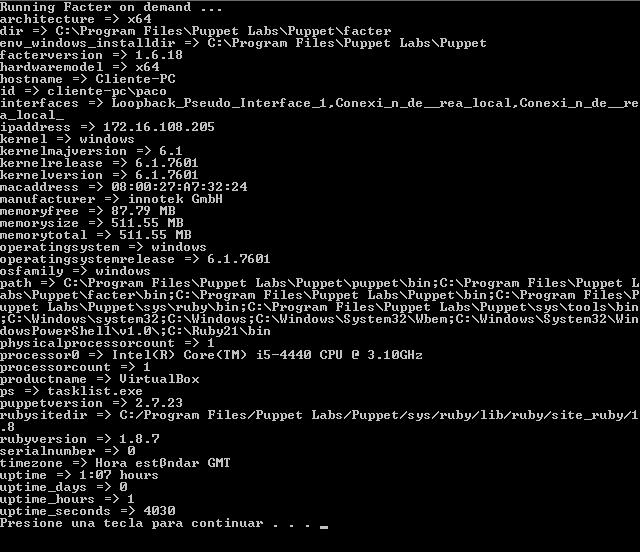 Running Facter on demand ...
architecture => x64
dir => C:\Program Files\Puppet Labs\Puppet\facter
env_windows_installdir => C:\Program Files\Puppet Labs\Puppet
facterversion => 1.6.18
hardwaremodel => x64
hostname => Cliente-PC
id => cliente-pc\paco
interfaces => Loopback_Pseudo_Interface_1,Conexi_n_de__rea_local,Conexi_n_de__re
a_local_
ipaddress => 172.16.108.205
kernel => windows
kernelmajversion => 6.1
kernelrelease => 6.1.7601
kernelversion => 6.1.7601
macaddress => 08:00:27:A7:32:24
manufacturer => innotek GmbH
memoryfree => 87.79 MB
memorysize => 511.55 MB
memorytotal => 511.55 MB
operatingsystem => windows
operatingsystemrelease => 6.1.7601
osfamily => windows
path => C:\Program Files\Puppet Labs\Puppet\puppet\bin;C:\Program Files\Puppet L
abs\Puppet\facter\bin;C:\Program Files\Puppet Labs\Puppet\bin;C:\Program Files\P
uppet Labs\Puppet\sys\ruby\bin;C:\Program Files\Puppet Labs\Puppet\sys\tools\bin
;C:\Windows\system32;C:\Windows;C:\Windows\System32\Wbem;C:\Windows\System32\Win
dowsPowerShell\v1.0\;C:\Ruby21\bin
physicalprocessorcount => 1
processor0 => Intel(R) Core(TM) i5-4440 CPU @ 3.10GHz
processorcount => 1
productname => VirtualBox
ps => tasklist.exe
puppetversion => 2.7.23
rubysitedir => C:/Program Files/Puppet Labs/Puppet/sys/ruby/lib/ruby/site_ruby/1
.8
rubyversion => 1.8.7
serialnumber => 0
timezone => Hora estßndar GMT
uptime => 1:07 hours
uptime_days => 0
uptime_hours => 1
uptime_seconds => 4030
Presione una tecla para continuar . . . _